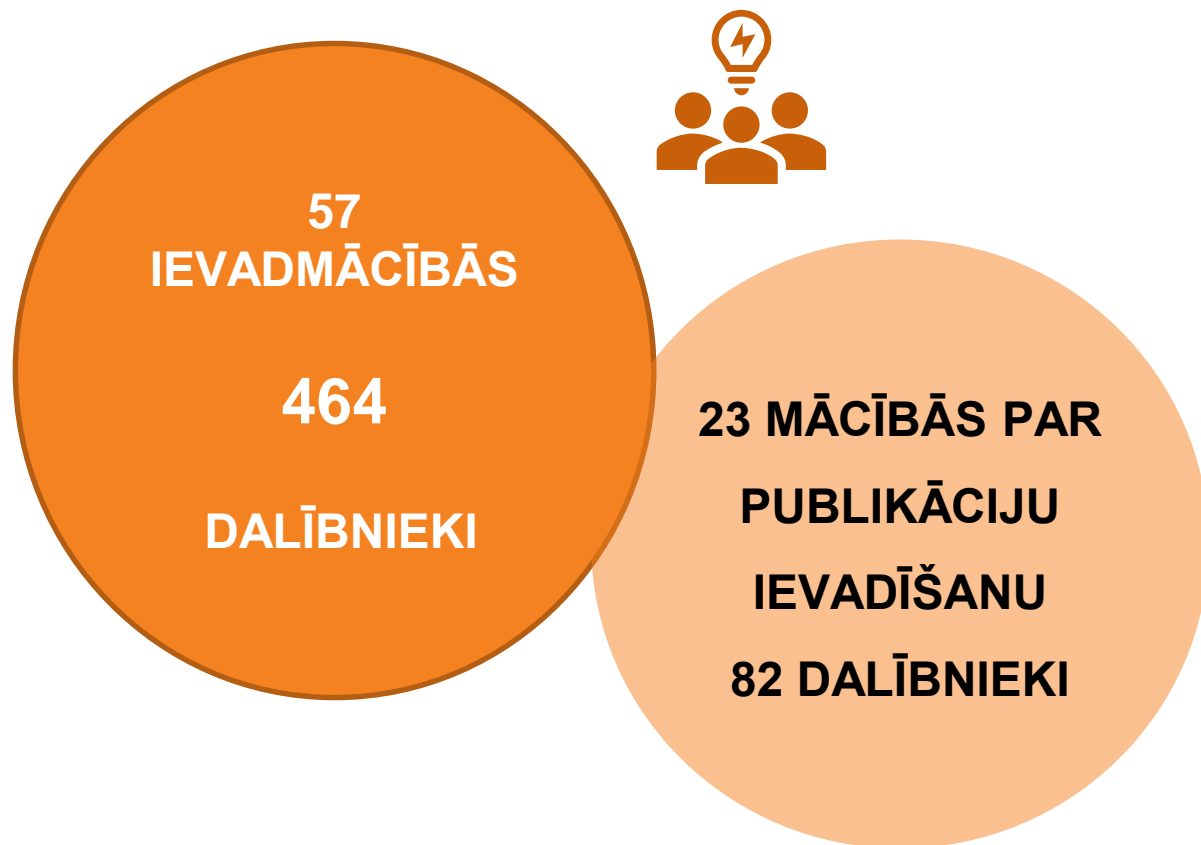 57
IEVADMĀCĪBĀS
464
DALĪBNIEKI
23 MĀCĪBĀS PAR
PUBLIKĀCIJU
IEVADĪŠANU
82 DALĪBNIEKI